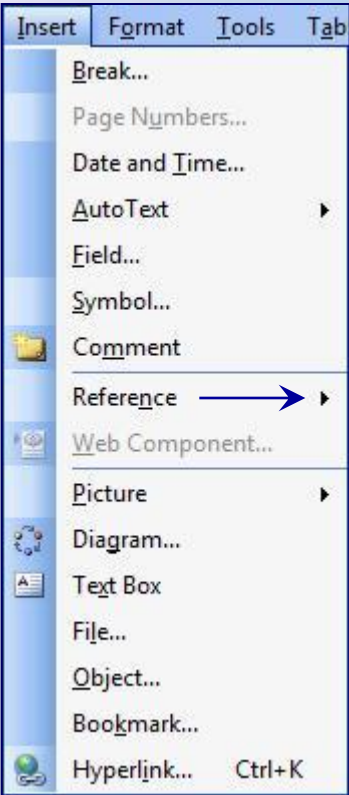 Insert Format Tools Tab
Break...
Page Numbers...
Date and Time...
AutoText
Field...
Symbol...
Comment
Reference
Web Component...
Picture
Diagram...
Text Box
File...
Object...
Bookmark...
Hyperlink... Ctrl+K